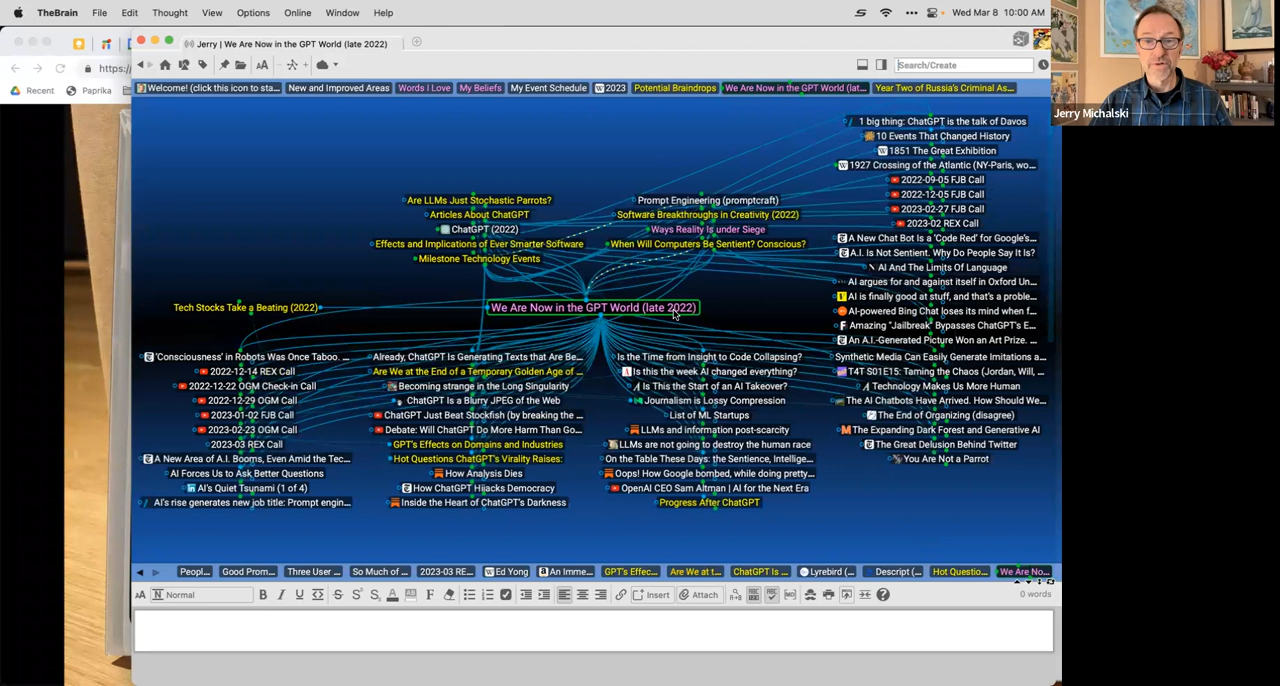 TheBrain File Edit Thought View Options Online Window Help
Wed Mar 8 10:00 AM
Jerry | We Are Now in the GPT World (late 2022)
https:/
AA
Search/Create
Recent Paprika
Welcome! (click this icon to sta...
New and Improved Areas
Words I Love
My Beliefs
My Event Schedule
2023
Potential Braindrops
We Are Now in the GPT World (lat...
Year Two of Russia's Criminal As...
Jerry Michalski
Are LLMs Just Stochastic Parrots?
Articles About ChatGPT
ChatGPT (2022)
Effects and Implications of Ever Smarter Software
Milestone Technology Events
Prompt Engineering (promptcraft)
Software Breakthroughs in Creativity (2022)
Ways Reality Is under Siege
When Will Computers Be Sentient? Conscious?
Tech Stocks Take a Beating (2022)
We Are Now in the GPT World (late 2022)
1 big thing: ChatGPT is the talk of Davos
10 Events That Changed History
1851 The Great Exhibition
1927 Crossing of the Atlantic (NY-Paris, wo...
2022-09-05 FJB Call
2022-12-05 FJB Call
2023-02-27 FJB Call
2023-02 REX Call
A New Chat Bot Is a 'Code Red' for Google's...
A.I. Is Not Sentient. Why Do People Say It Is?
AI And The Limits Of Language
AI argues for and against itself in Oxford Un...
AI is finally good at stuff, and that's a proble...
AI-powered Bing Chat loses its mind when f...
Amazing "Jailbreak" Bypasses ChatGPT's E...
An A.I.-Generated Picture Won an Art Prize. ...
'Consciousness' in Robots Was Once Taboo. ...
2022-12-14 REX Call
2022-12-22 OGM Check-in Call
2022-12-29 OGM Call
2023-01-02 FJB Call
2023-02-23 OGM Call
2023-03 REX Call
A New Area of A.I. Booms, Even Amid the Tec...
AI Forces Us to Ask Better Questions
AI's Quiet Tsunami (1 of 4)
AI's rise generates new job title: Prompt engin...
Already, ChatGPT Is Generating Texts that Are Be...
Are We at the End of a Temporary Golden Age of ...
Becoming strange in the Long Singularity
ChatGPT Is a Blurry JPEG of the Web
ChatGPT Just Beat Stockfish (by breaking the ...
Debate: Will ChatGPT Do More Harm Than Go...
GPT's Effects on Domains and Industries
Hot Questions ChatGPT's Virality Raises:
How Analysis Dies
How ChatGPT Hijacks Democracy
Inside the Heart of ChatGPT's Darkness
Is the Time from Insight to Code Collapsing?
Is this the week AI changed everything?
Is This the Start of an AI Takeover?
Journalism is Lossy Compression
List of ML Startups
LLMs and information post-scarcity
LLMs are not going to destroy the human race
On the Table These Days: the Sentence, Intellige...
Oops! How Google bombed, while doing pretty...
OpenAI CEO Sam Altman | AI for the Next Era
Progress After ChatGPT
Synthetic Media Can Easily Generate Imitations a...
T4T S01E15: Taming the Chaos (Jordan, Will, ...
Technology Makes Us More Human
The AI Chatbots Have Arrived. How Should We...
The End of Organizing (disagree)
The Expanding Dark Forest and Generative AI
The Great Delusion Behind Twitter
You Are Not a Parrot
Peopl...
Good Prom...
Three User ...
So Much of ...
2023-03 RE...
Ed Yong
An Imme...
GPT's Effec...
Are We at t...
ChatGPT Is ...
Lyrebird (...
Descript (...
Hot Questio...
We Are No...
AA Normal B I U S Insert Attach 0 words